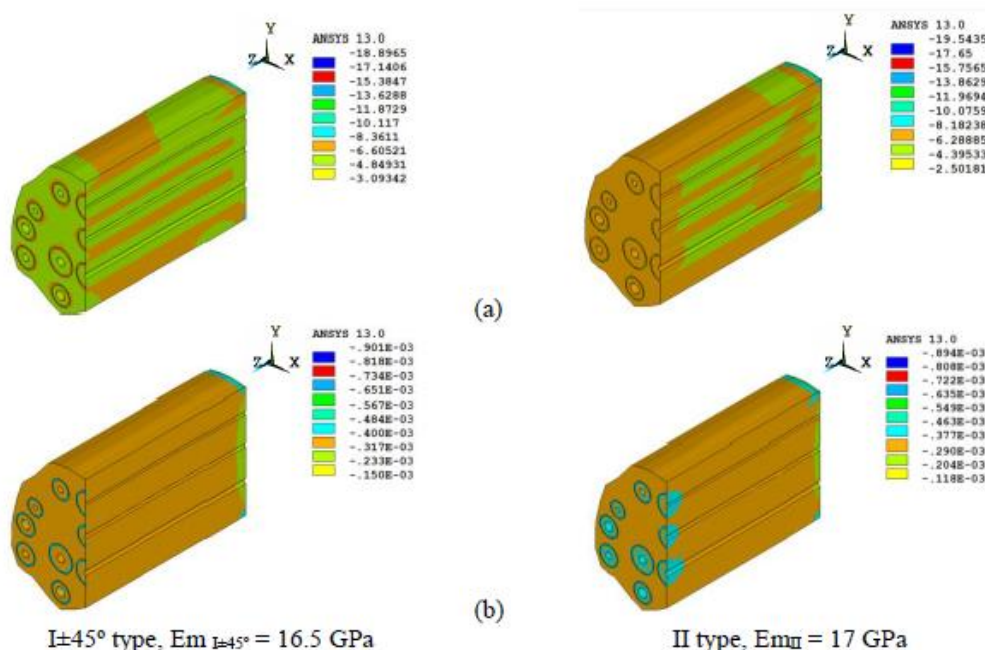 Y
Z X
ANSYS 13.0
-18.8965
-17.1406
-15.3847
-13.6288
-11.8729
-10.117
-8.3611
-6.60521
-4.84931
-3.09342
Y
Z X
ANSYS 13.0
-19.5435
-17.65
-15.7565
-13.8629
-11.9694
-10.0759
-8.18238
-6.28885
-4.39533
-2.50181
(a)
Y
Z X
ANSYS 13.0
-.901E-03
-.818E-03
-.734E-03
-.651E-03
-.567E-03
-.484E-03
-.400E-03
-.317E-03
-.233E-03
-.150E-03
Y
Z X
ANSYS 13.0
-.894E-03
-.808E-03
-.722E-03
-.635E-03
-.549E-03
-.463E-03
-.377E-03
-.290E-03
-.204E-03
-.118E-03
(b)
I±45º type, Em I±45º = 16.5 GPa
II type, EmII = 17 GPa